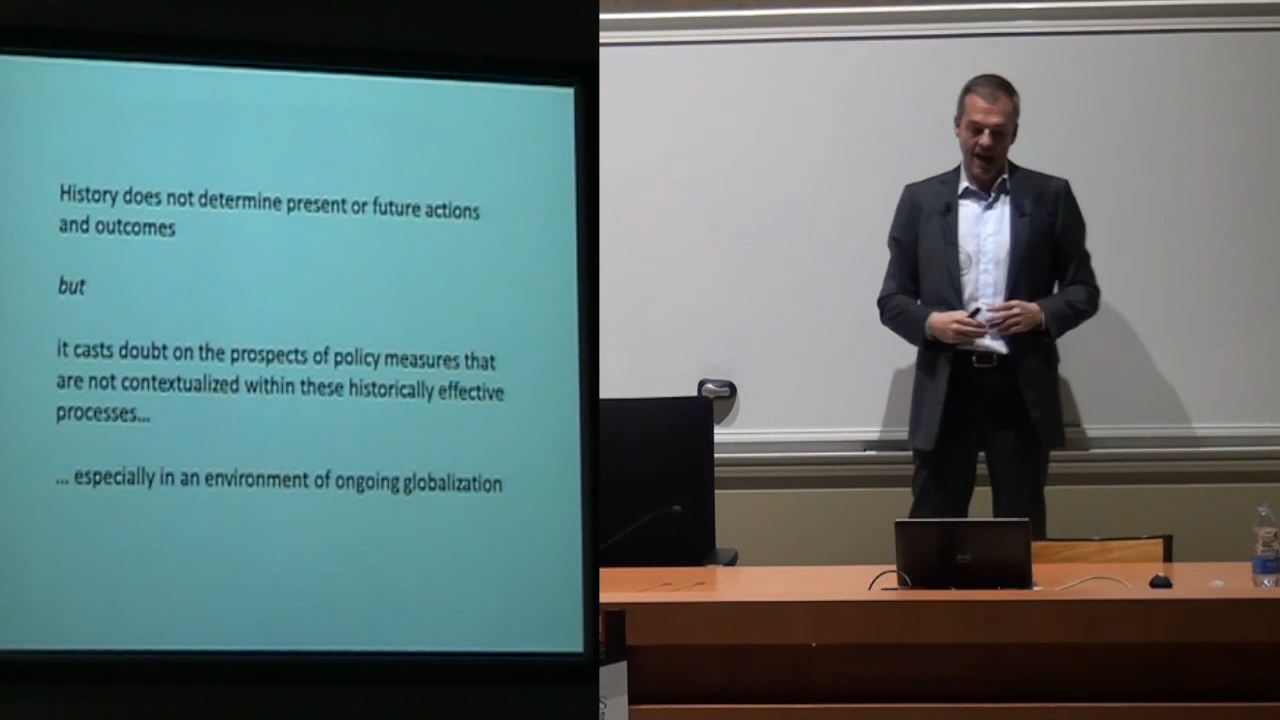 History does not determine present or future actions
and outcomes
but
it casts doubt on the prospects of policy measures that
are not contextualized within these historically effective
processes...
... especially in an environment of ongoing globalization